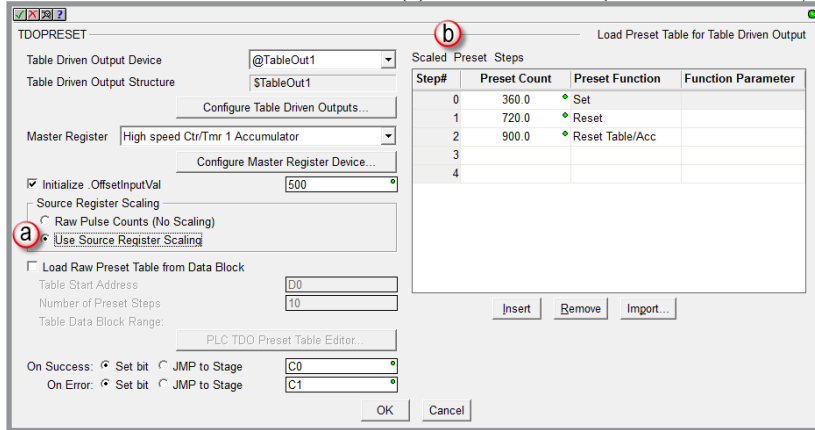 TDOPRESET
b
Load Preset Table for Table Driven Output
Table Driven Output Device @TableOut1
Table Driven Output Structure $TableOut1
Configure Table Driven Outputs...
Master Register High speed Ctr/Tmr 1 Accumulator
Configure Master Register Device...
Initialize .OffsetInputVal 500
Source Register Scaling
Raw Pulse Counts (No Scaling)
a
Use Source Register Scaling
Load Raw Preset Table from Data Block
Table Start Address D0
Number of Preset Steps 10
Table Data Block Range:
PLC TDO Preset Table Editor...
On Success: Set bit JMP to Stage C0
On Error: Set bit JMP to Stage C1
Scaled Preset Steps
Step# Preset Count Preset Function Function Parameter
0 360.0 Set
1 720.0 Reset
2 900.0 Reset Table/Acc
3
4
Insert Remove Import...
OK Cancel